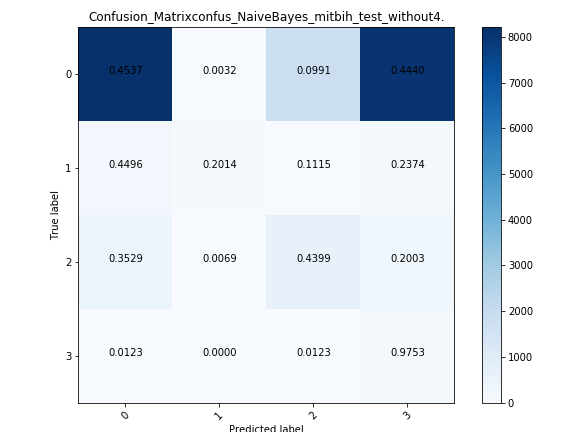 Confusion_Matrixconfus_NaiveBayes_mitbih_test_without4.
0 0.4537 0.0032 0.0991 0.4440
1 0.4496 0.2014 0.1115 0.2374
2 0.3529 0.0069 0.4399 0.2003
3 0.0123 0.0000 0.0123 0.9753
True label
0 1 2 3
Predicted label
8000
7000
6000
5000
4000
3000
2000
1000
0